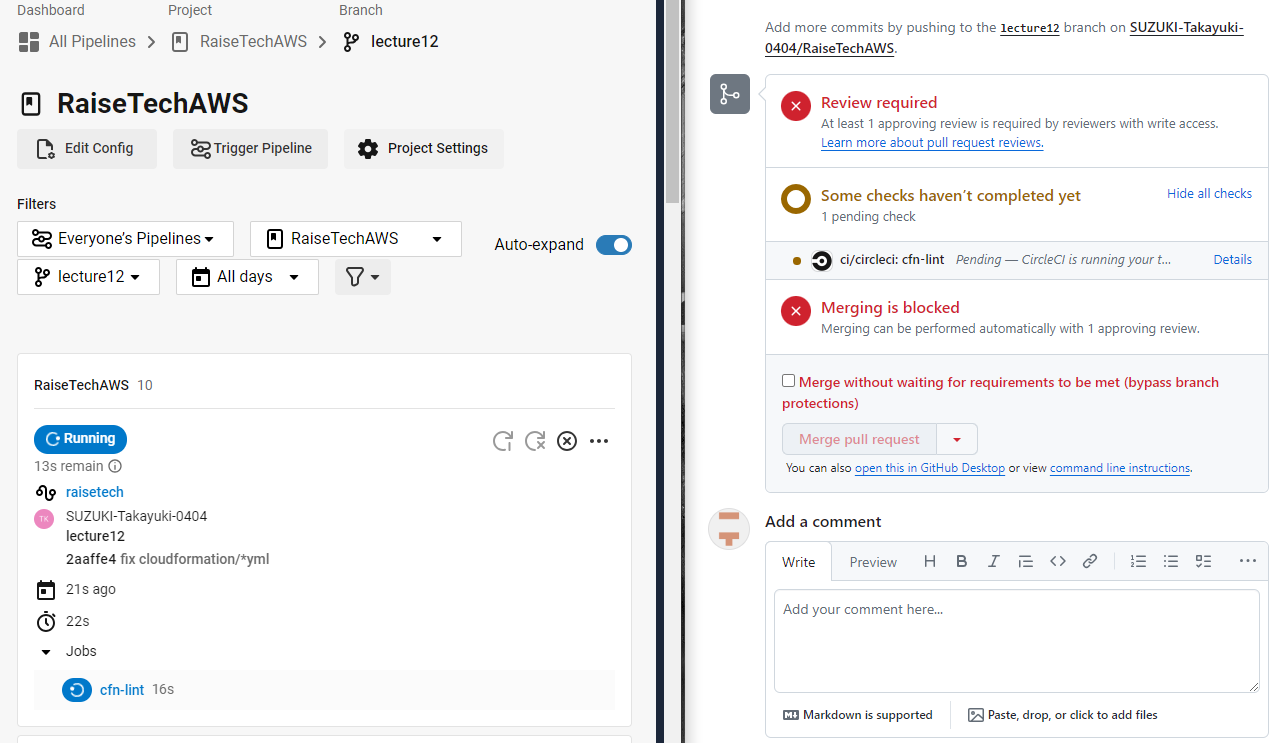 Dashboard Project Branch
All Pipelines RaiseTechAWS lecture12
RaiseTechAWS
Edit Config Trigger Pipeline Project Settings
Filters
Everyone's Pipelines RaiseTechAWS Auto-expand
lecture12 All days
RaiseTechAWS 10
Running
13s remain
raisetech
TK SUZUKI-Takayuki-0404
lecture12
2aaffe4 fix cloudformation/*yml
21s ago
22s
Jobs
cfn-lint 16s
Add more commits by pushing to the lecture12 branch on SUZUKI-Takayuki-
0404/RaiseTechAWS.
Review required
At least 1 approving review is required by reviewers with write access.
Learn more about pull request reviews.
Some checks haven't completed yet Hide all checks
1 pending check
ci/circleci: cfn-lint Pending — CircleCI is running your t... Details
Merging is blocked
Merging can be performed automatically with 1 approving review.
Merge without waiting for requirements to be met (bypass branch
protections)
Merge pull request
You can also open this in GitHub Desktop or view command line instructions.
Add a comment
Write Preview H B I
Add your comment here...
Markdown is supported Paste, drop, or click to add files